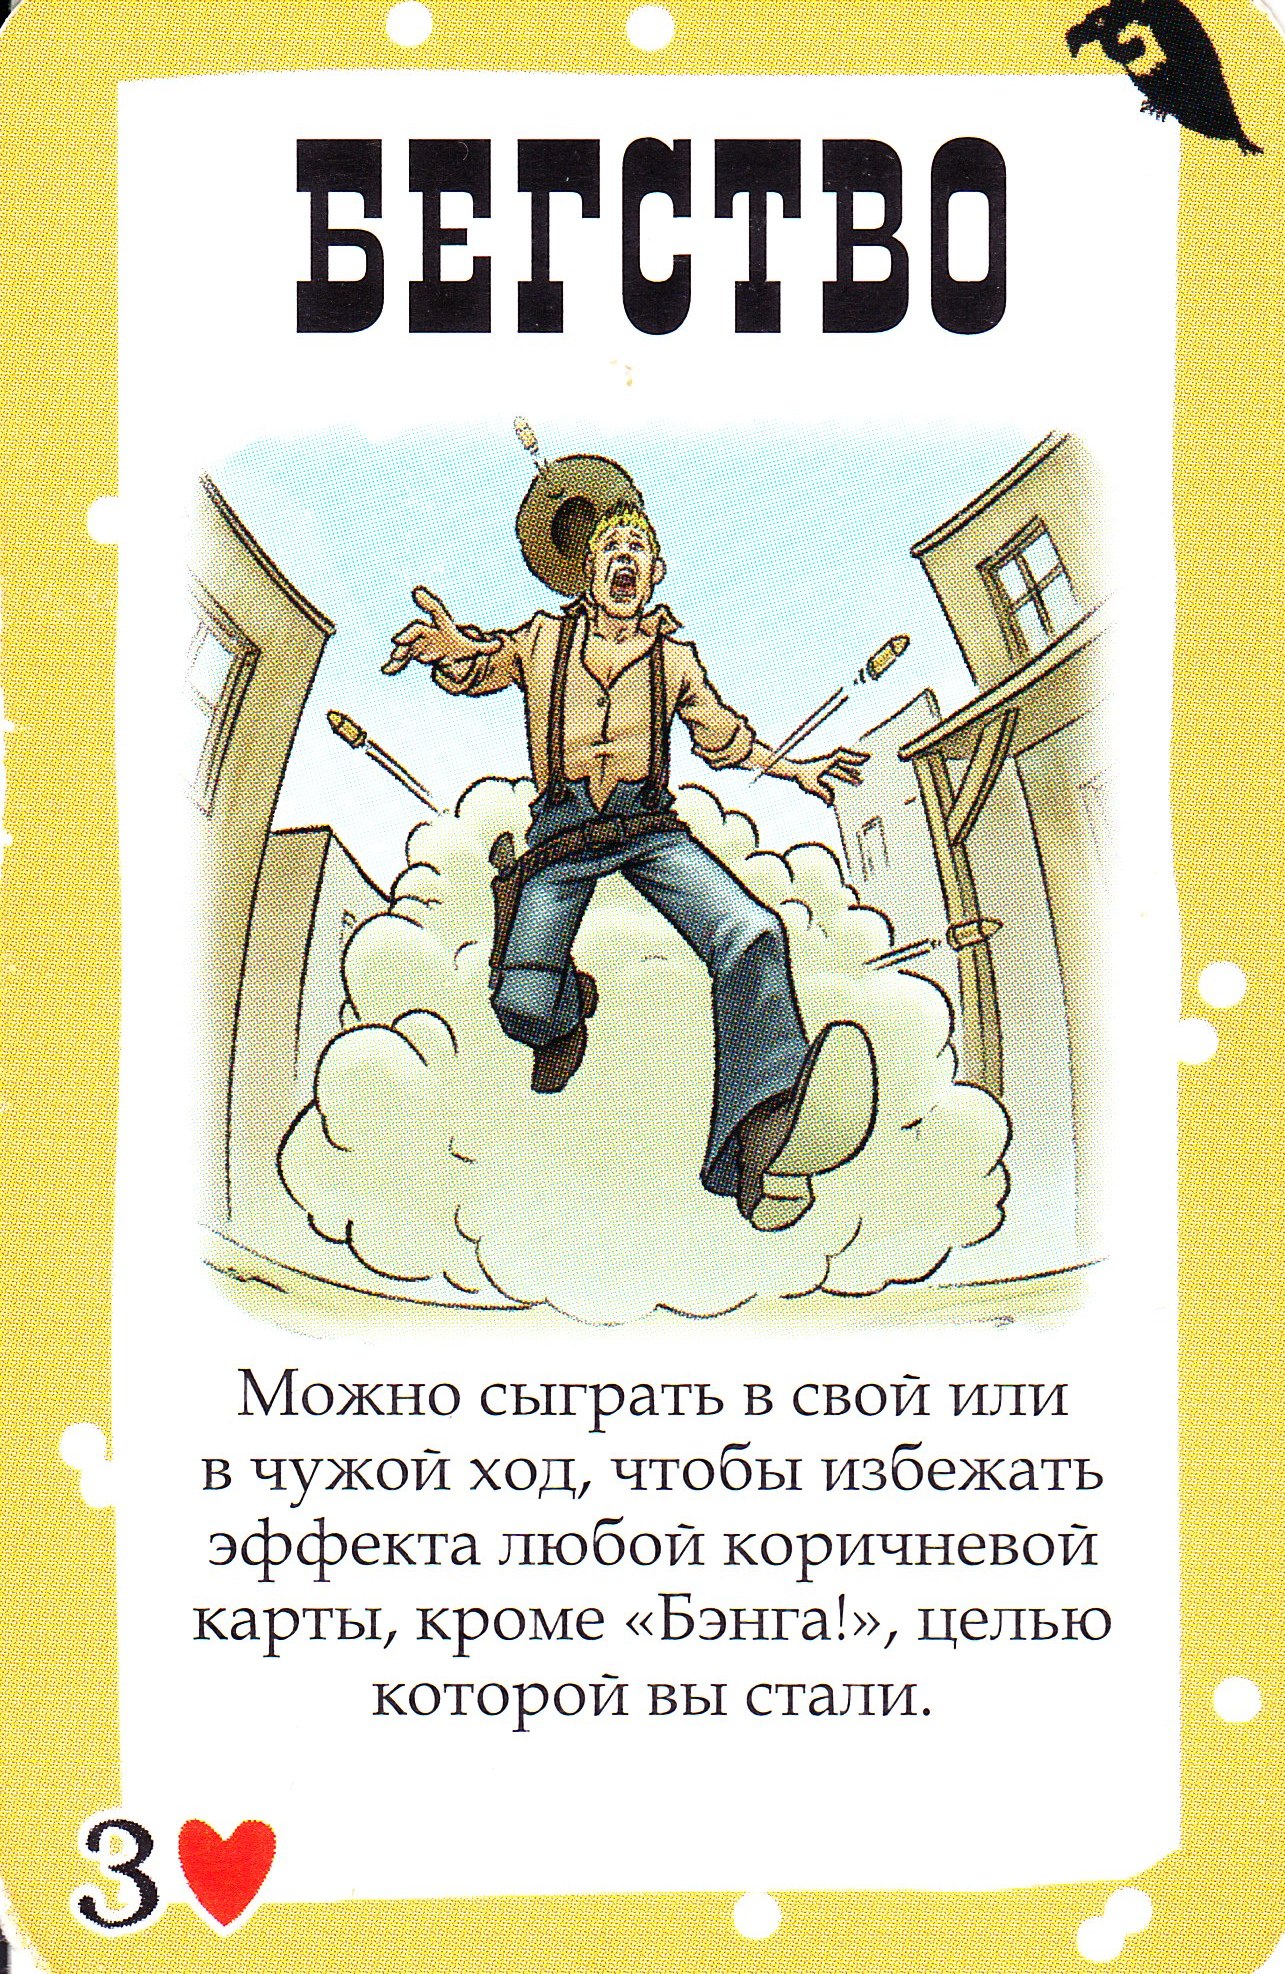 БЕГСТВО
Можно сыграть в свой или
в чужой ход, чтобы избежать
эффекта любой коричневой
карты, кроме «Бэнга!», целью
которой вы стали.
3